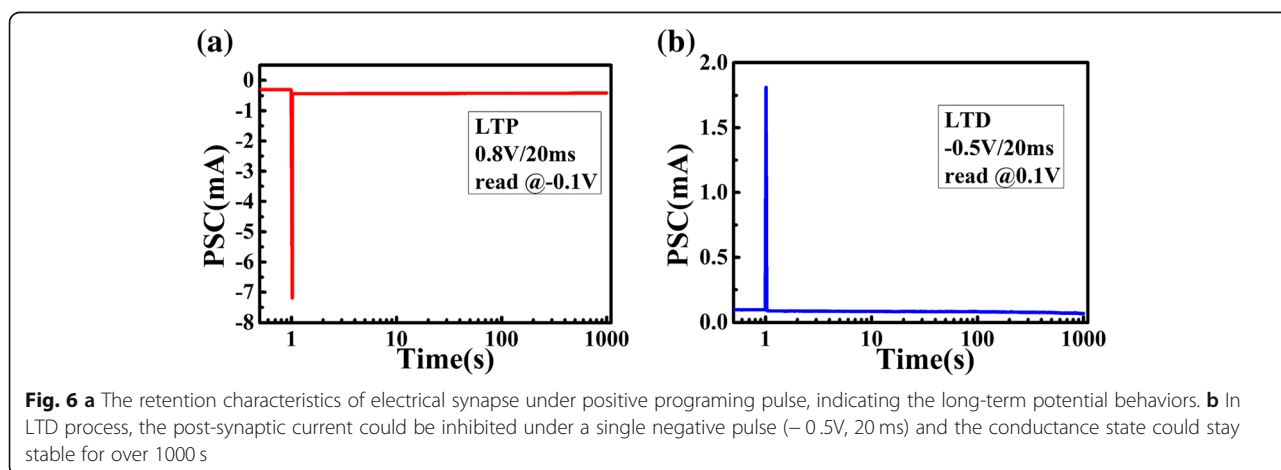 (a)
0
-1
-2
-3
-4
-5
-6
-7
-8
PSC(mA)
LTP
0.8V/20ms
read @-0.1V
1
10
100
1000
Time(s)
(b)
2.0
1.5
1.0
0.5
0.0
PSC(mA)
LTD
-0.5V/20ms
read @0.1V
1
10
100
1000
Time(s)
Fig. 6 a The retention characteristics of electrical synapse under positive programing pulse, indicating the long-term potential behaviors. b In
LTD process, the post-synaptic current could be inhibited under a single negative pulse (− 0.5V, 20 ms) and the conductance state could stay
stable for over 1000 s